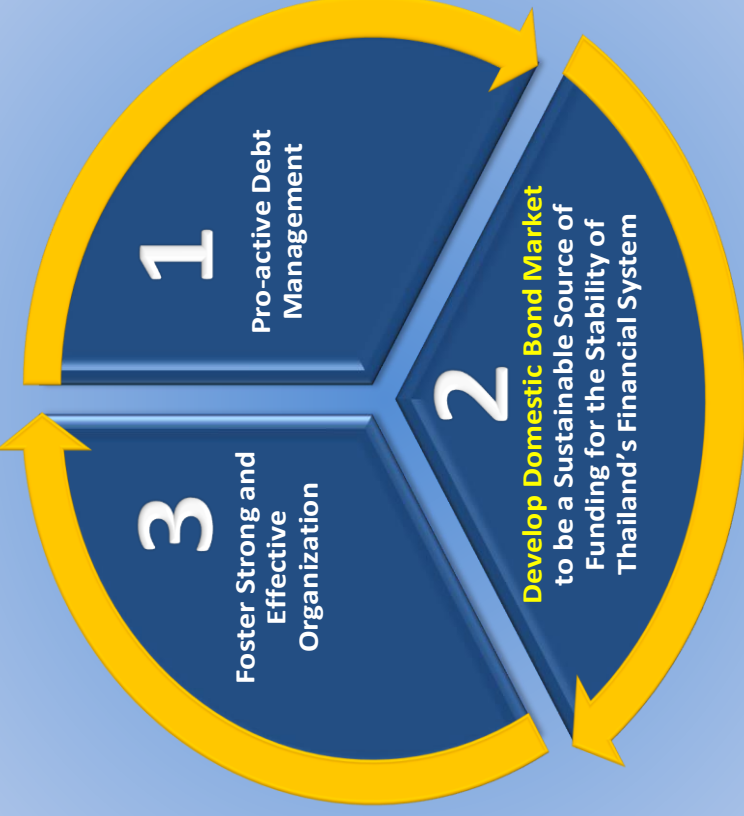 1
Pro-active Debt
Management
2
Develop Domestic Bond Market
to be a Sustainable Source of
Funding for the Stability of
Thailand's Financial System
3
Foster Strong and
Effective
Organization